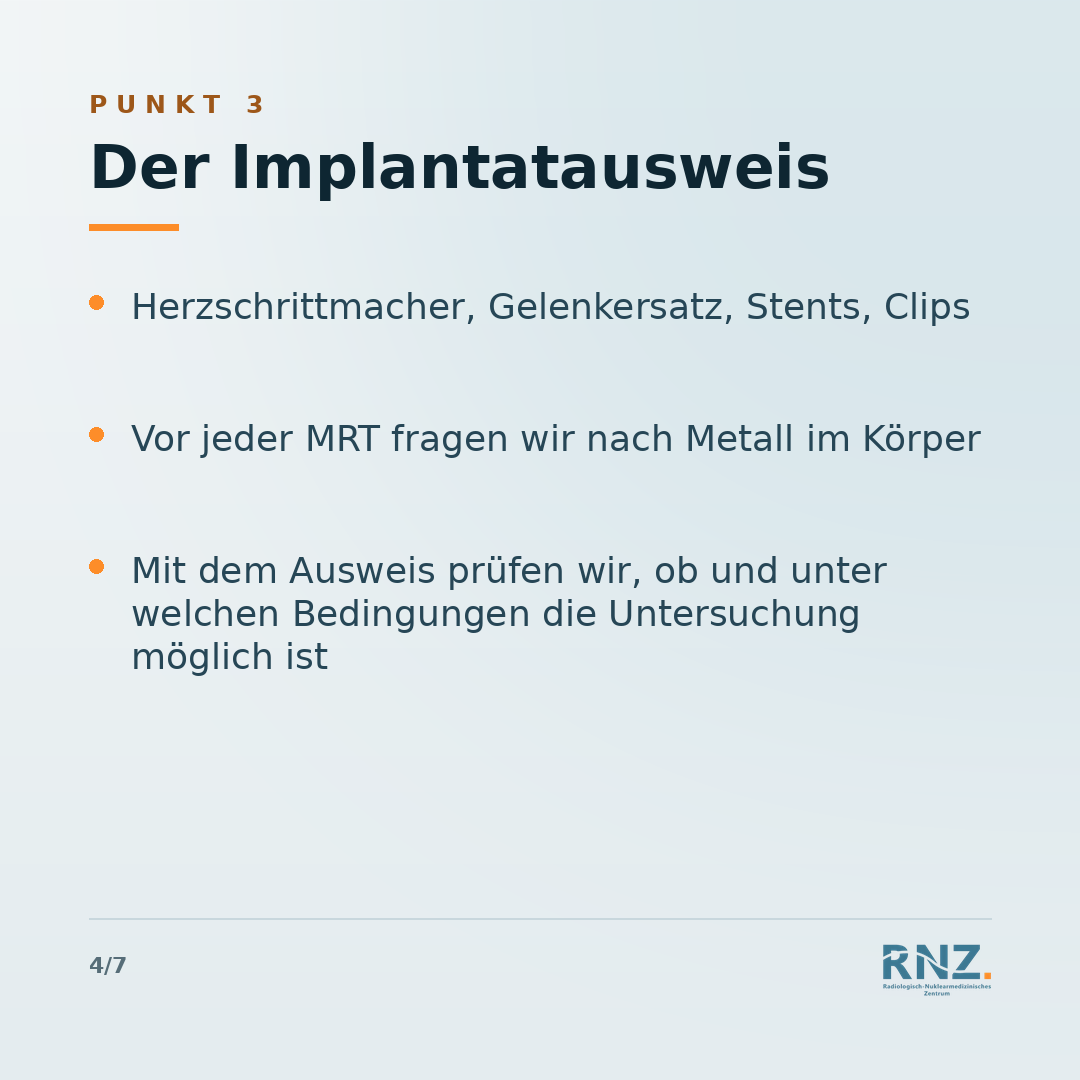 PUNKT 3
Der Implantatausweis
Herzschrittmacher, Gelenkersatz, Stents, Clips
Vor jeder MRT fragen wir nach Metall im Körper
Mit dem Ausweis prüfen wir, ob und unter
welchen Bedingungen die Untersuchung
möglich ist
4/7
RNZ.
Radiologisch-Nuklearmedizinisches
Zentrum